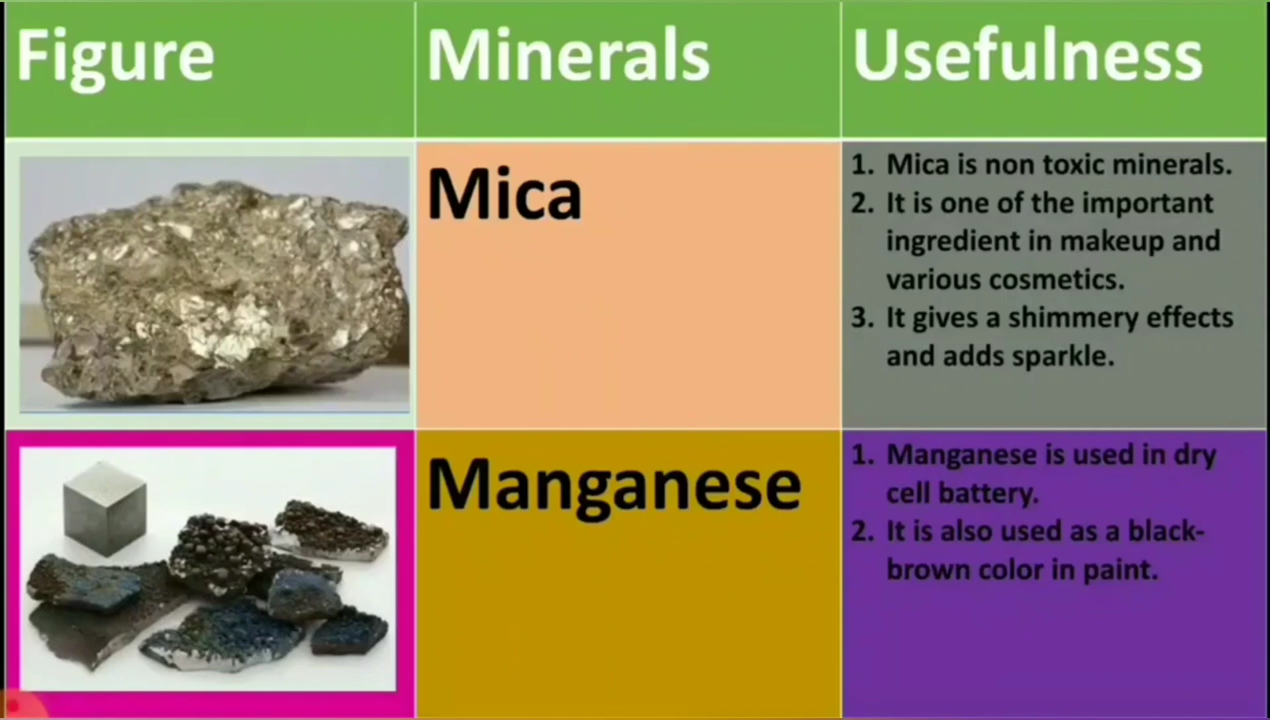 Figure
Minerals
Usefulness
Mica
1. Mica is non toxic minerals.
2. It is one of the important
ingredient in makeup and
various cosmetics.
3. It gives a shimmery effects
and adds sparkle.
Manganese
1. Manganese is used in dry
cell battery.
2. It is also used as a black-
brown color in paint.